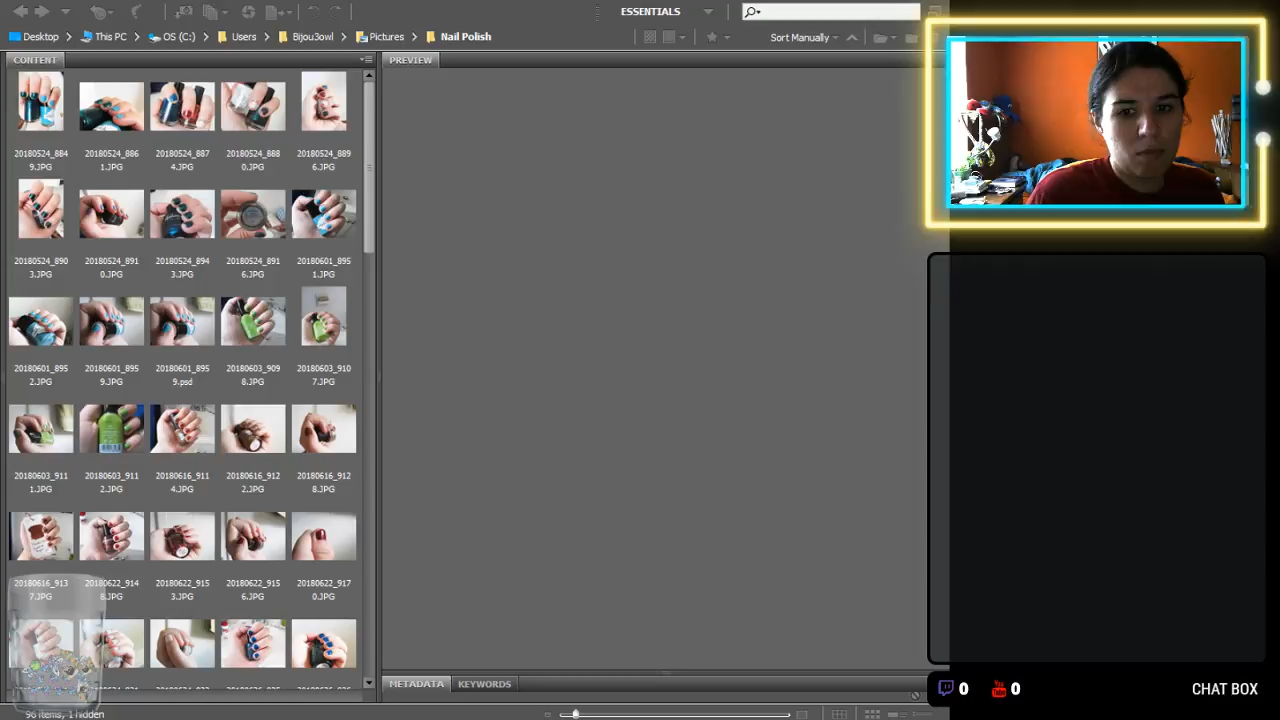 ESSENTIALS
Desktop This PC OS (C:) Users Bijou3owl Pictures Nail Polish
Sort Manually
CONTENT
PREVIEW
20180524_884
9.JPG
20180524_886
1.JPG
20180524_887
4.JPG
20180524_888
0.JPG
20180524_889
6.JPG
20180524_890
3.JPG
20180524_891
0.JPG
20180524_894
3.JPG
20180524_891
6.JPG
20180601_895
1.JPG
20180601_895
2.JPG
20180601_895
9.JPG
20180601_895
9.psd
20180603_909
8.JPG
20180603_910
7.JPG
20180603_911
1.JPG
20180603_911
2.JPG
20180616_911
4.JPG
20180616_912
2.JPG
20180616_912
8.JPG
20180616_913
7.JPG
20180622_914
8.JPG
20180622_915
3.JPG
20180622_915
6.JPG
20180622_917
0.JPG
METADATA
KEYWORDS
96 items, 1 hidden
0
You Tube 0
CHAT BOX